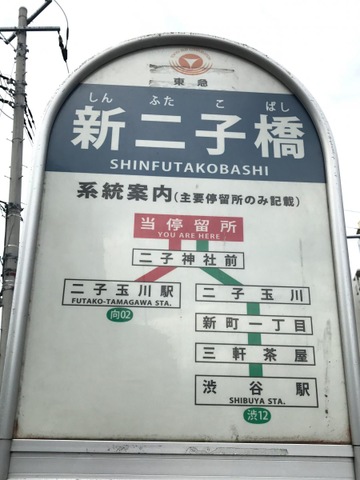 東急
しん ふた こ ばし
新二子橋
SHINFUTAKOBASHI
系統案内(主要停留所のみ記載)
当停留所
YOU ARE HERE
二子神社前
二子玉川駅
FUTAKO-TAMAGAWA STA.
向02
二子玉川
新町一丁目
三軒茶屋
渋谷駅
SHIBUYA STA.
渋12